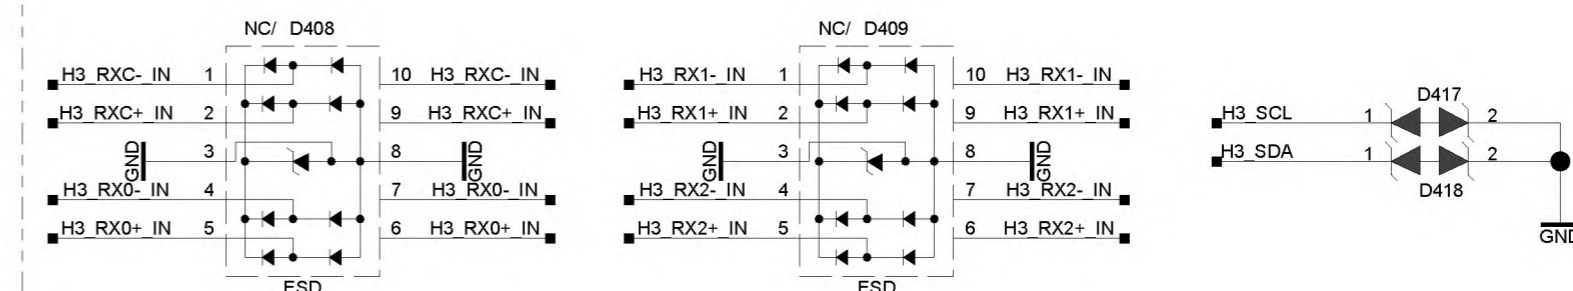 NC/ D408
H3_RXC-_IN 1 10 H3_RXC-_IN
H3_RXC+_IN 2 9 H3_RXC+_IN
GND 3 8 GND
H3_RX0-_IN 4 7 H3_RX0-_IN
H3_RX0+_IN 5 6 H3_RX0+_IN
ESD
NC/ D409
H3_RX1-_IN 1 10 H3_RX1-_IN
H3_RX1+_IN 2 9 H3_RX1+_IN
GND 3 8 GND
H3_RX2-_IN 4 7 H3_RX2-_IN
H3_RX2+_IN 5 6 H3_RX2+_IN
ESD
D417
H3_SCL 1 2
H3_SDA 1 2
D418
GND